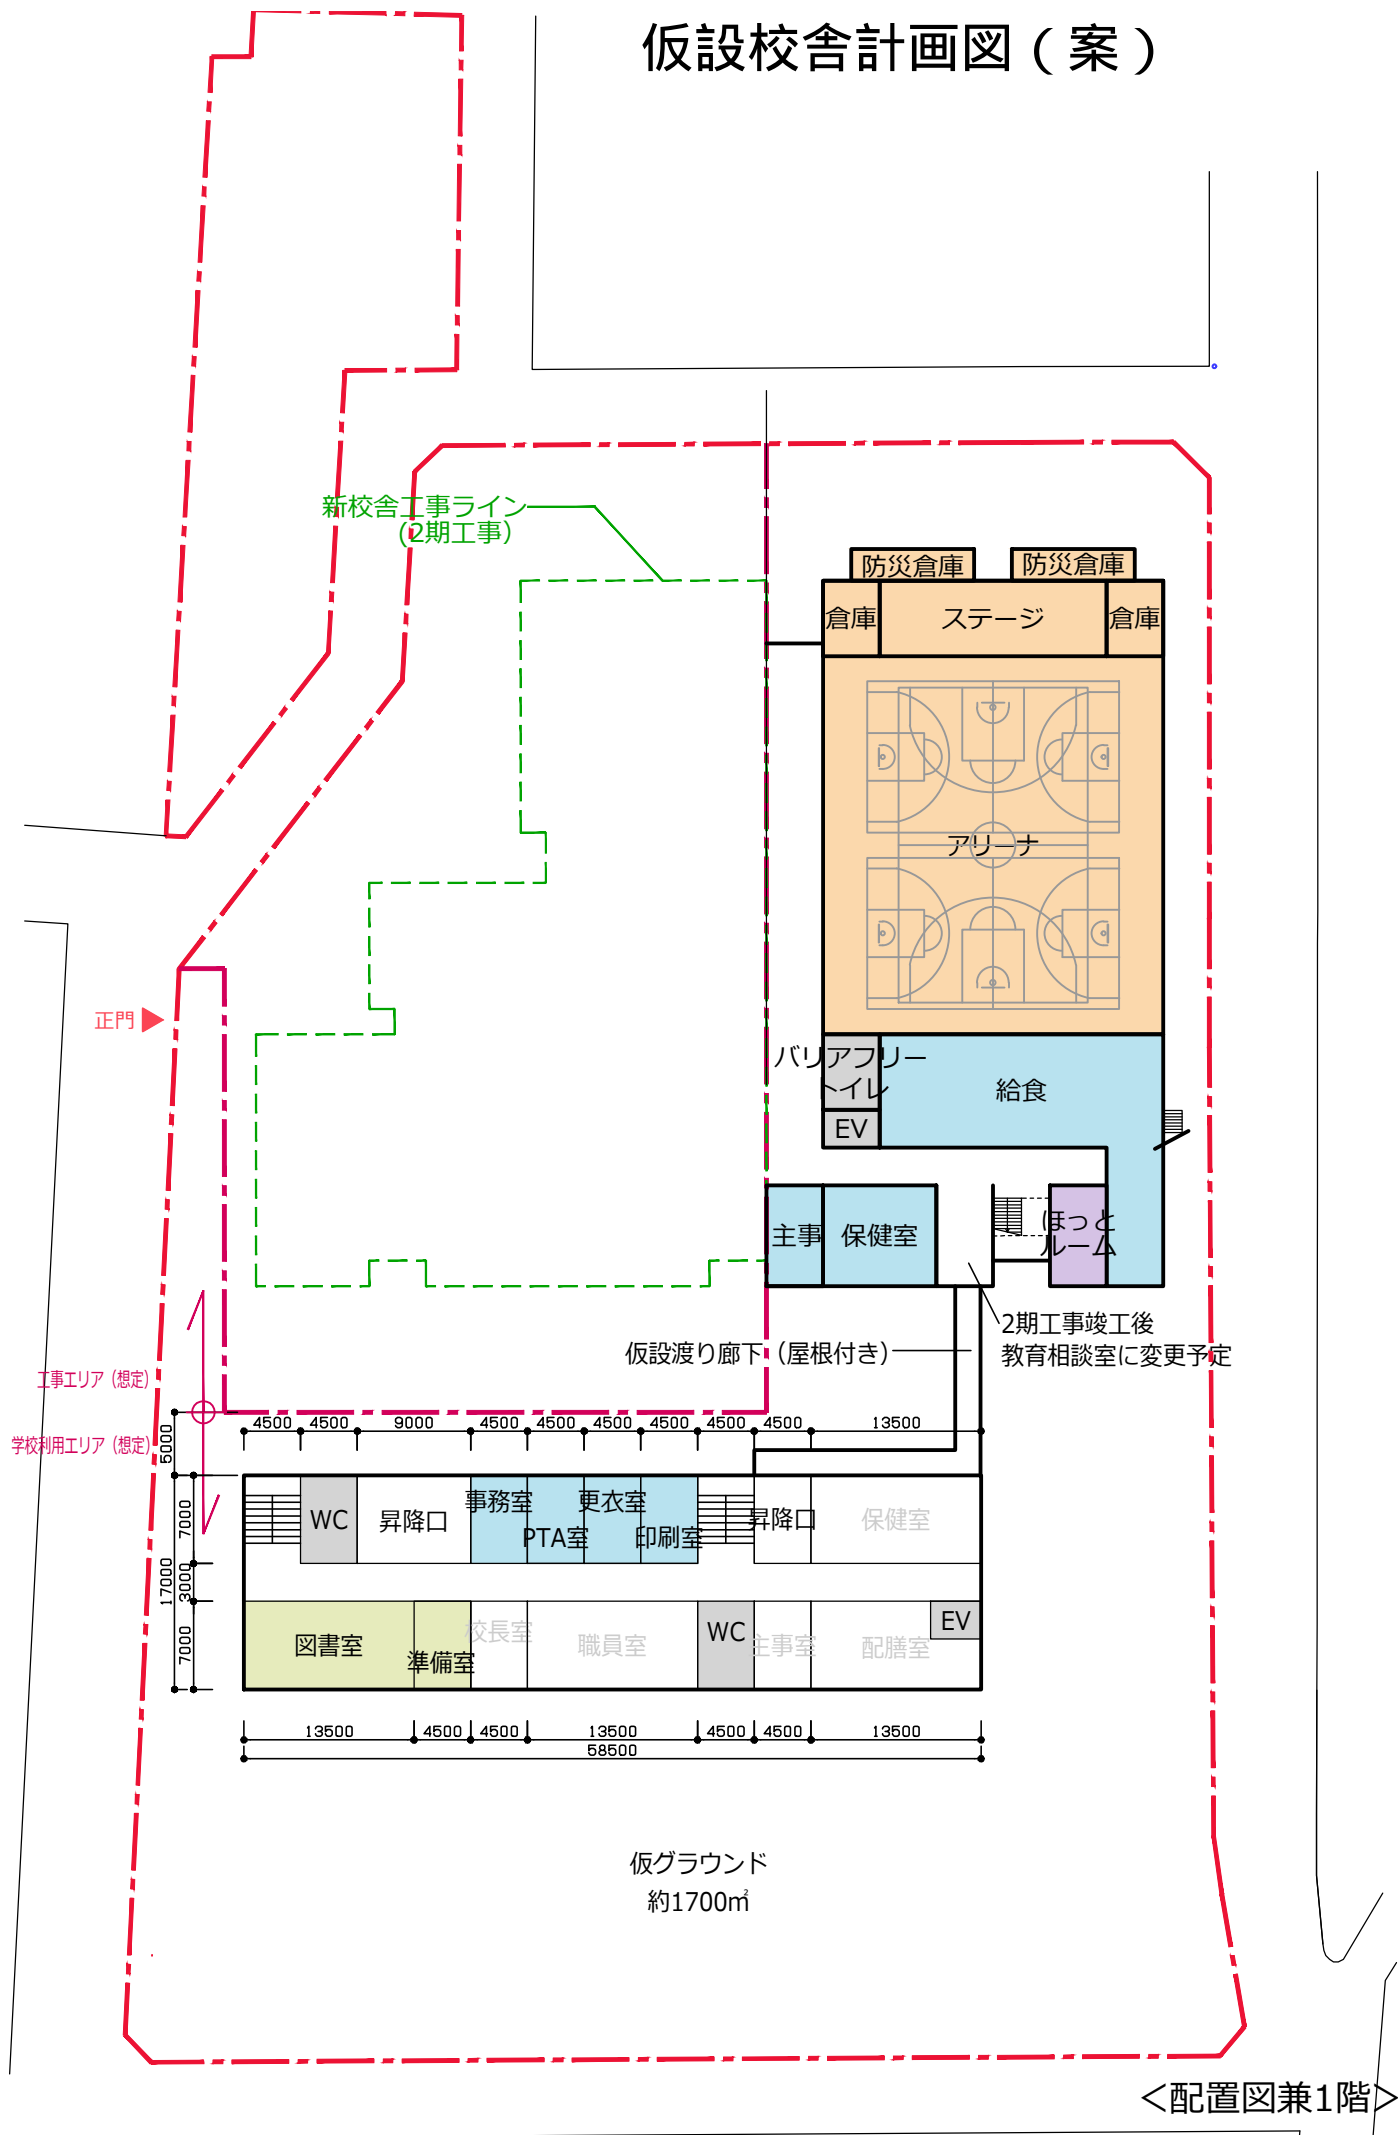 仮設校舎計画図（案）
新校舎工事ライン
(2期工事)
防災倉庫
防災倉庫
倉庫
ステージ
倉庫
アリーナ
正門
バリアフリー
トイレ
給食
EV
主事
保健室
ほっと
ルーム
2期工事竣工後
教育相談室に変更予定
仮設渡り廊下（屋根付き）
工事エリア（想定）
学校利用エリア（想定）
4500
4500
9000
4500
4500
4500
4500
4500
4500
13500
5000
7000
17000
3000
7000
WC
昇降口
事務室
PTA室
更衣室
印刷室
昇降口
保健室
図書室
準備室
校長室
職員室
WC
主事室
配膳室
EV
13500
4500
4500
13500
4500
4500
13500
58500
仮グラウンド
約1700㎡
＜配置図兼1階＞